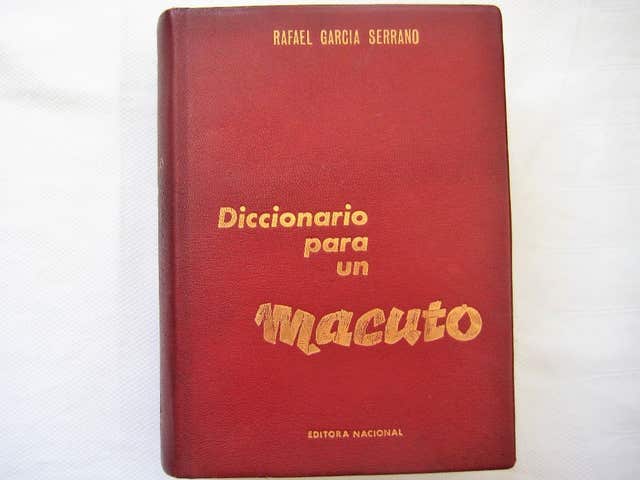 RAFAEL GARCIA SERRANO
Diccionario
para
un
Macuto
EDITORA NACIONAL